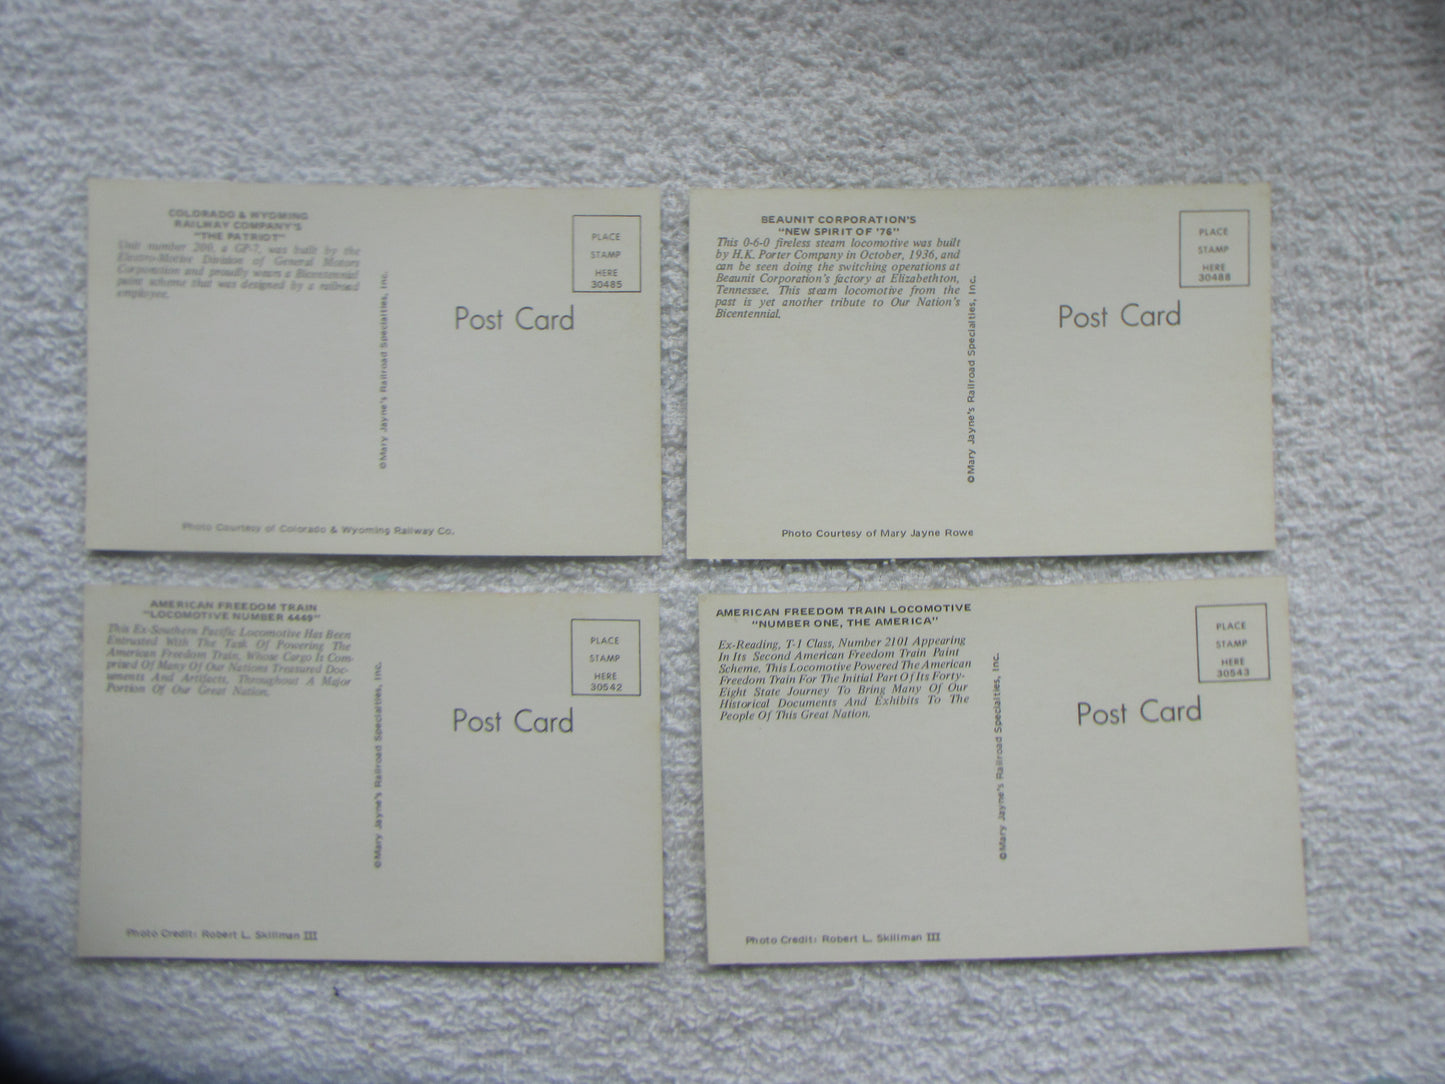 COLORADO & WYOMING
RAILWAY COMPANY'S
"THE PATRIOT"
Unit number 200, a GP-7, was built by the
Electro-Motive Division of General Motors
Corporation and proudly wears a Bicentennial
paint scheme that was designed by a railroad
employee.
©Mary Jayne's Railroad Specialties, Inc.
PLACE
STAMP
HERE
30485
Post Card
Photo Courtesy of Colorado & Wyoming Railway Co.
BEAUNIT CORPORATION'S
"NEW SPIRIT OF '76"
This 0-6-0 fireless steam locomotive was built
by H.K. Porter Company in October, 1936, and
can be seen doing the switching operations at
Beaunit Corporation's factory at Elizabethton,
Tennessee. This steam locomotive from the
past is yet another tribute to Our Nation's
Bicentennial.
©Mary Jayne's Railroad Specialties, Inc.
PLACE
STAMP
HERE
30488
Post Card
Photo Courtesy of Mary Jayne Rowe
AMERICAN FREEDOM TRAIN
"LOCOMOTIVE NUMBER 4449"
This Ex-Southern Pacific Locomotive Has Been
Entrusted With The Task Of Powering The
American Freedom Train, Whose Cargo Is Com-
prised Of Many Of Our Nations Treasured Doc-
uments And Artifacts, Throughout A Major
Portion Of Our Great Nation.
©Mary Jayne's Railroad Specialties, Inc.
PLACE
STAMP
HERE
30542
Post Card
Photo Credit: Robert L. Skillman III
AMERICAN FREEDOM TRAIN LOCOMOTIVE
"NUMBER ONE, THE AMERICA"
Ex-Reading, T-1 Class, Number 2101 Appearing
In Its Second American Freedom Train Paint
Scheme. This Locomotive Powered The American
Freedom Train For The Initial Part Of Its Forty-
Eight State Journey To Bring Many Of Our
Historical Documents And Exhibits To The
People Of This Great Nation.
©Mary Jayne's Railroad Specialties, Inc.
PLACE
STAMP
HERE
30543
Post Card
Photo Credit: Robert L. Skillman III